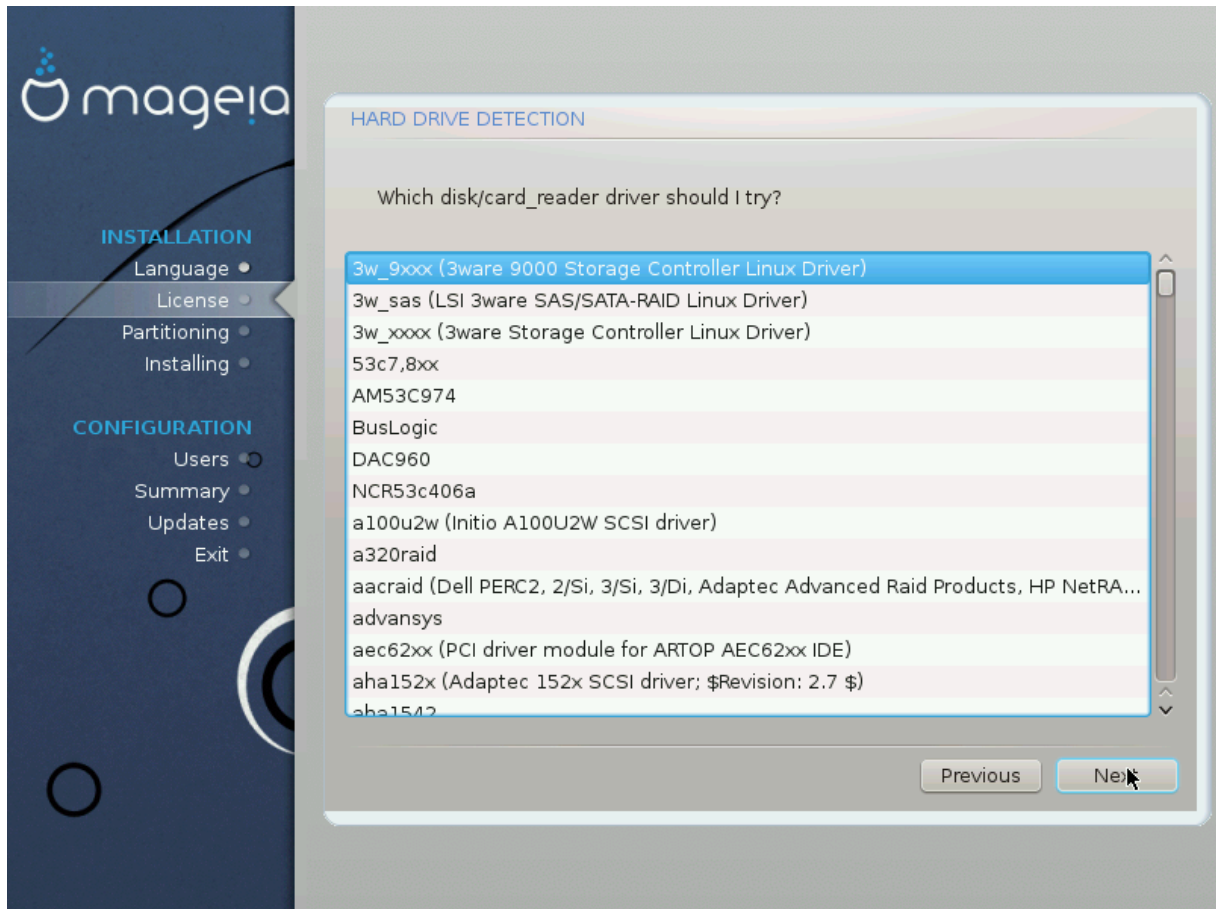 mageia
INSTALLATION
Language
License
Partitioning
Installing
CONFIGURATION
Users
Summary
Updates
Exit
HARD DRIVE DETECTION
Which disk/card_reader driver should I try?
3w_9xxx (3ware 9000 Storage Controller Linux Driver)
3w_sas (LSI 3ware SAS/SATA-RAID Linux Driver)
3w_xxxx (3ware Storage Controller Linux Driver)
53c7,8xx
AM53C974
BusLogic
DAC960
NCR53c406a
a100u2w (Initio A100U2W SCSI driver)
a320raid
aacraid (Dell PERC2, 2/Si, 3/Si, 3/Di, Adaptec Advanced Raid Products, HP NetRA...
advansys
aec62xx (PCI driver module for ARTOP AEC62xx IDE)
aha152x (Adaptec 152x SCSI driver; $Revision: 2.7 $)
aha1542
Previous
Next